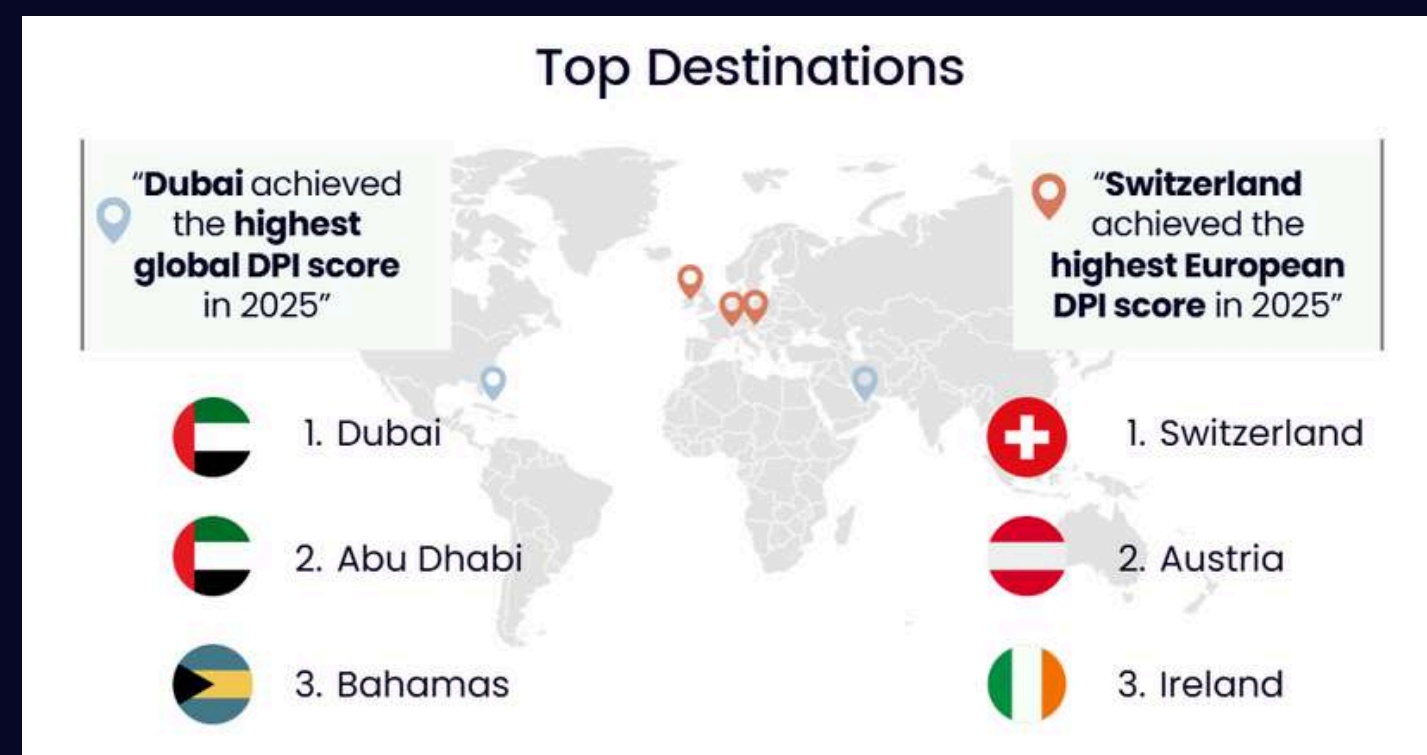 Top Destinations
“Dubai achieved
the highest
global DPI score
in 2025”
“Switzerland
achieved the
highest European
DPI score in 2025”
1. Dubai
2. Abu Dhabi
3. Bahamas
1. Switzerland
2. Austria
3. Ireland